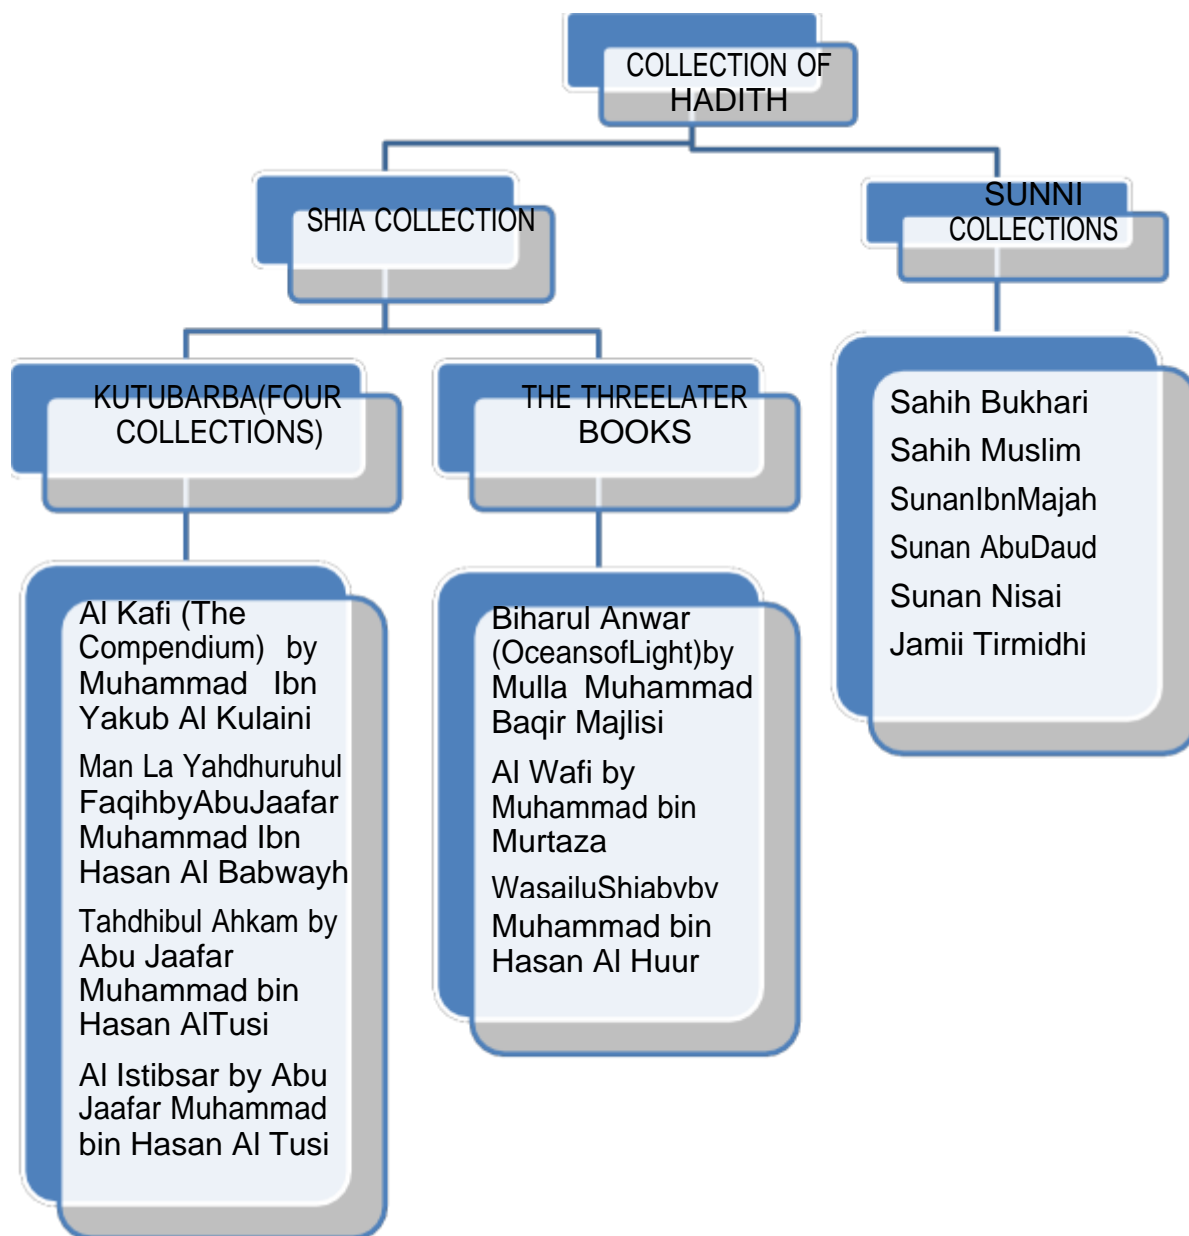 COLLECTION OF
HADITH
SHIA COLLECTION
SUNNI
COLLECTIONS
KUTUBARBA(FOUR
COLLECTIONS)
THE THREELATER
BOOKS
Al Kafi (The
Compendium) by
Muhammad Ibn
Yakub Al Kulaini
Man La Yahdhuruhul
FaqihbyAbuJaafar
Muhammad Ibn
Hasan Al Babwayh
Tahdhibul Ahkam by
Abu Jaafar
Muhammad bin
Hasan AlTusi
Al Istibsar by Abu
Jaafar Muhammad
bin Hasan Al Tusi
Biharul Anwar
(OceansofLight)by
Mulla Muhammad
Baqir Majlisi
Al Wafi by
Muhammad bin
Murtaza
WasailuShiabyby
Muhammad bin
Hasan Al Huur
Sahih Bukhari
Sahih Muslim
SunanIbnMajah
Sunan AbuDaud
Sunan Nisai
Jamii Tirmidhi